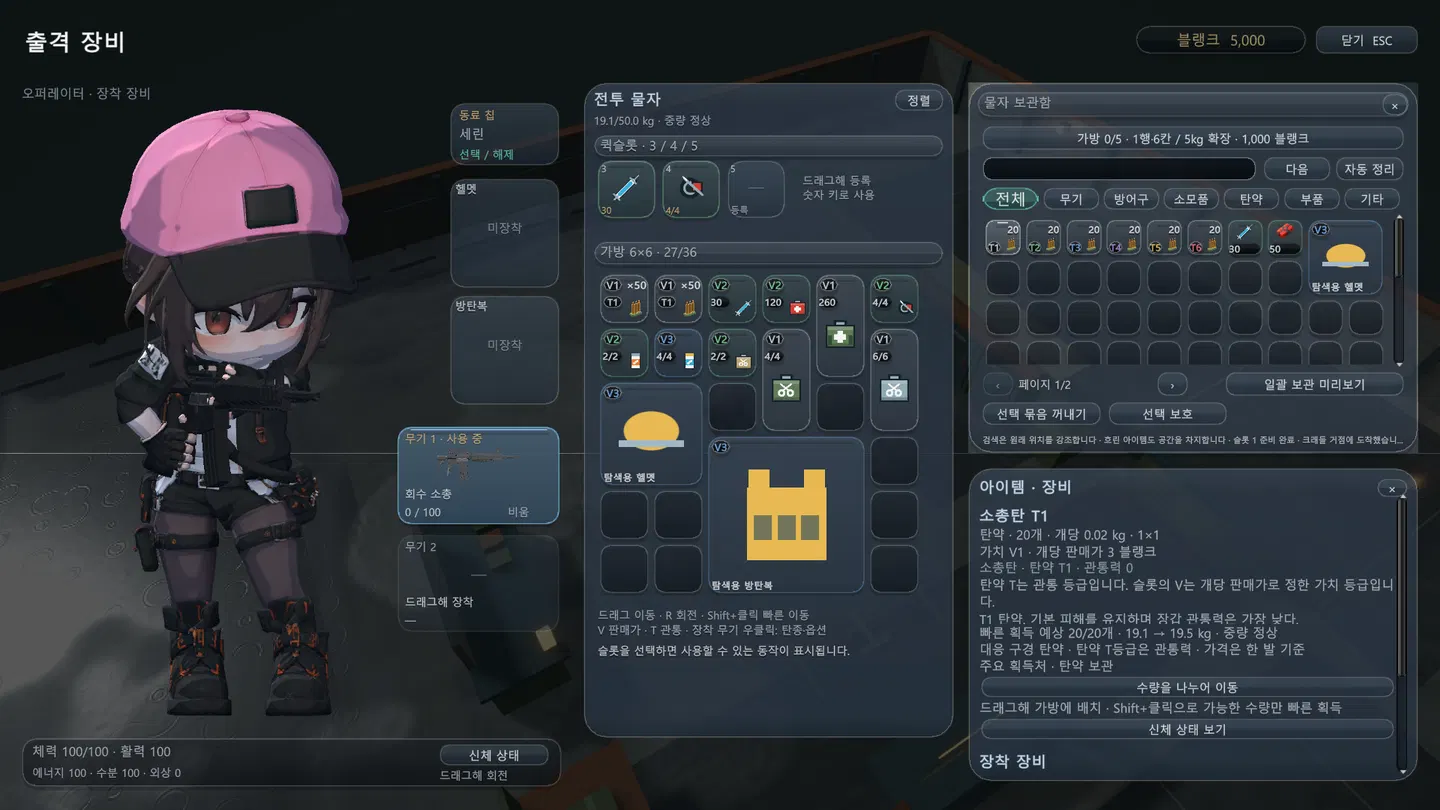 출격 장비
블랭크 5,000
닫기 ESC
오퍼레이터 · 장착 장비
동료 칩
세린
선택 / 해제
헬멧
미장착
방탄복
미장착
무기 1 · 사용 중
회수 소총
0 / 100 비움
무기 2
—
드래그해 장착
—
체력 100/100 · 활력 100
에너지 100 · 수분 100 · 외상 0
신체 상태
드래그해 회전
전투 물자
정렬
19.1/50.0 kg · 중량 정상
퀵슬롯 · 3 / 4 / 5
3 30
4 4/4
5 — 등록
드래그해 등록
숫자 키로 사용
가방 6×6 · 27/36
V1 ×50 T1
V1 ×50 T1
V2 30
V2 120
V1 260
V2 4/4
V2 2/2
V3 4/4
V2 2/2
V1 4/4
V1 6/6
V3 탐색용 헬멧
V3 탐색용 방탄복
드래그 이동 · R 회전 · Shift+클릭 빠른 이동
V 판매가 · T 관통 · 장착 무기 우클릭: 탄종·옵션
슬롯을 선택하면 사용할 수 있는 동작이 표시됩니다.
물자 보관함
×
가방 0/5 · 1행·6칸 / 5kg 확장 · 1,000 블랭크
다음
자동 정리
전체
무기
방어구
소모품
탄약
부품
기타
20 T1
20 T2
20 T3
20 T4
20 T5
20 T6
30
50
V3 탐색용 헬멧
‹
페이지 1/2
›
일괄 보관 미리보기
선택 묶음 꺼내기
선택 보호
검색은 원래 위치를 강조합니다 · 흐린 아이템도 공간을 차지합니다 · 슬롯 1 준비 완료 · 크레들 거점에 도착했습니...
아이템 · 장비
×
소총탄 T1
탄약 · 20개 · 개당 0.02 kg · 1×1
가치 V1 · 개당 판매가 3 블랭크
소총탄 · 탄약 T1 · 관통력 0
탄약 T는 관통 등급입니다. 슬롯의 V는 개당 판매가로 정한 가치 등급입니
다.
T1 탄약. 기본 피해를 유지하며 장갑 관통력은 가장 낮다.
빠른 획득 예상 20/20개 · 19.1 → 19.5 kg · 중량 정상
대응 구경 탄약 · 탄약 T등급은 관통력 · 가격은 한 발 기준
주요 획득처 · 탄약 보관
수량을 나누어 이동
드래그해 가방에 배치 · Shift+클릭으로 가능한 수량만 빠른 획득
신체 상태 보기
장착 장비